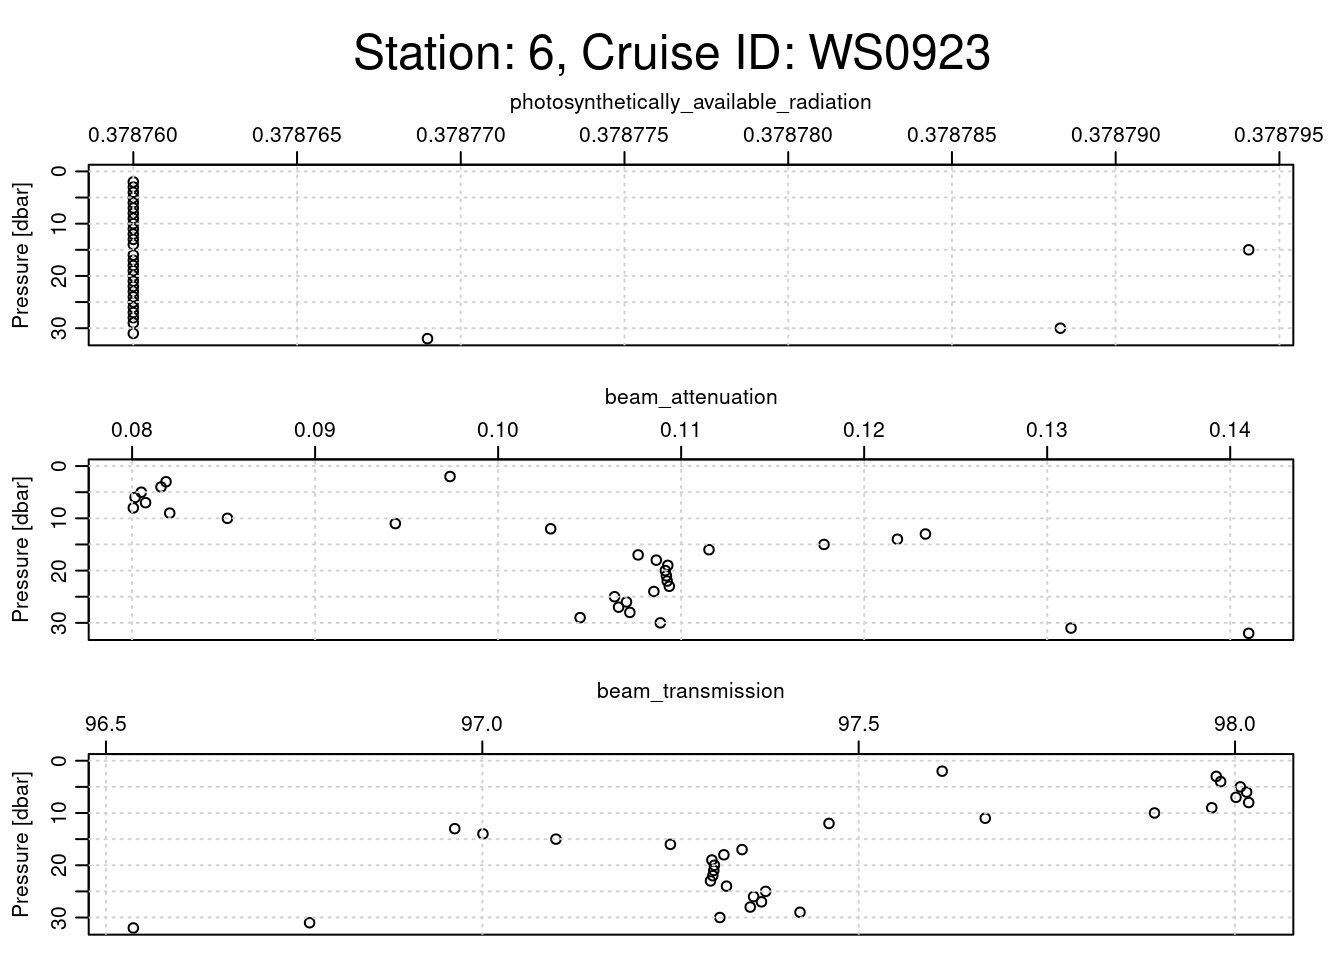 Station: 6, Cruise ID: WS0923
photosynthetically_available_radiation
0.378760 0.378765 0.378770 0.378775 0.378780 0.378785 0.378790 0.378795
Pressure [dbar]
0
10
20
30
beam_attenuation
0.08 0.09 0.10 0.11 0.12 0.13 0.14
Pressure [dbar]
0
10
20
30
beam_transmission
96.5 97.0 97.5 98.0
Pressure [dbar]
0
10
20
30